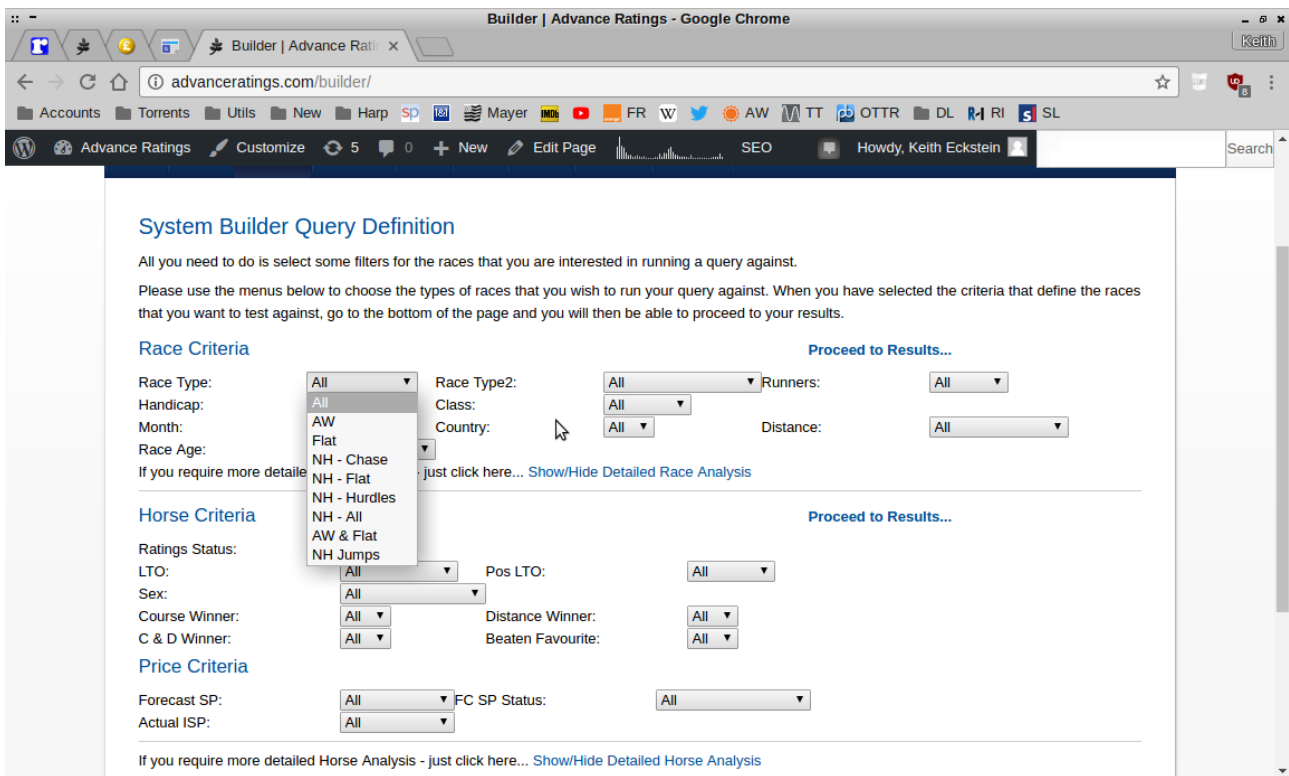 Builder | Advance Ratings - Google Chrome
Builder | Advance Ratin
Keith
advanceratings.com/builder/
8
Accounts Torrents Utils New Harp SP 1&1 Mayer IMDb FR W AW TT OTTR DL R-I RI S SL
Advance Ratings Customize 5 0 + New Edit Page SEO Howdy, Keith Eckstein Search
System Builder Query Definition
All you need to do is select some filters for the races that you are interested in running a query against.
Please use the menus below to choose the types of races that you wish to run your query against. When you have selected the criteria that define the races
that you want to test against, go to the bottom of the page and you will then be able to proceed to your results.
Race Criteria Proceed to Results...
Race Type: All Race Type2: All Runners: All
Handicap: All Class: All
Month: AW Country: All Distance: All
Flat
Race Age:
NH - Chase
If you require more detaile just click here... Show/Hide Detailed Race Analysis
NH - Flat
NH - Hurdles
Horse Criteria NH - All Proceed to Results...
AW & Flat
Ratings Status: NH Jumps
LTO: All Pos LTO: All
Sex: All
Course Winner: All Distance Winner: All
C & D Winner: All Beaten Favourite: All
Price Criteria
Forecast SP: All FC SP Status: All
Actual ISP: All
If you require more detailed Horse Analysis - just click here... Show/Hide Detailed Horse Analysis